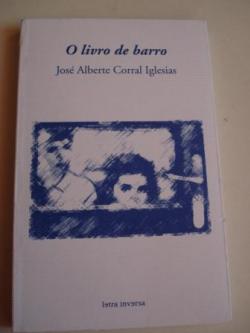 O livro de barro
José Alberte Corral Iglesias
letra inversa